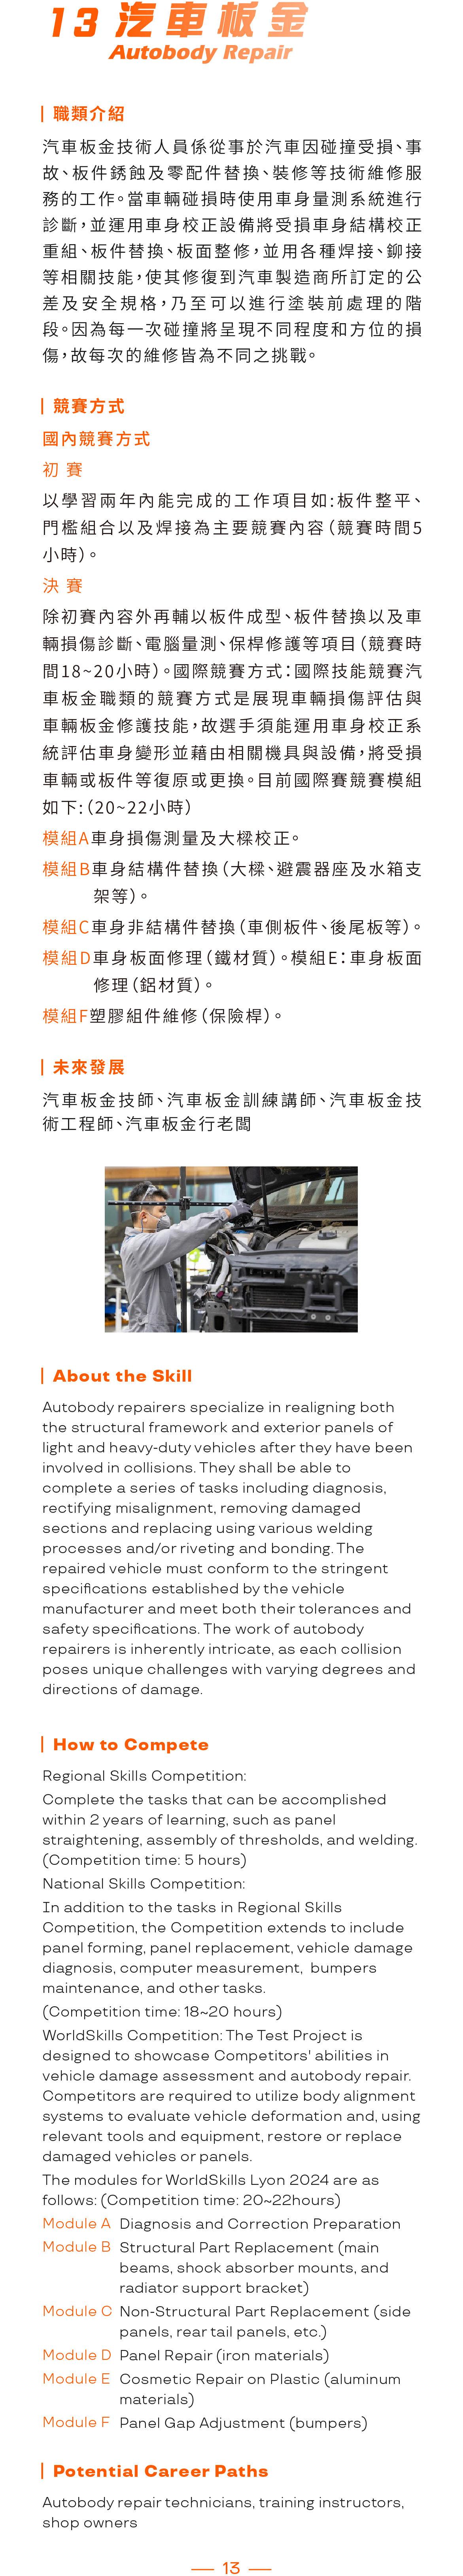 13 汽車板金
Autobody Repair
職類介紹
汽車板金技術人員係從事於汽車因碰撞受損、事
故、板件銹蝕及零配件替換、裝修等技術維修服
務的工作。當車輛碰損時使用車身量測系統進行
診斷，並運用車身校正設備將受損車身結構校正
重組、板件替換、板面整修，並用各種焊接、鉚接
等相關技能，使其修復到汽車製造商所訂定的公
差及安全規格，乃至可以進行塗裝前處理的階
段。因為每一次碰撞將呈現不同程度和方位的損
傷，故每次的維修皆為不同之挑戰。
競賽方式
國內競賽方式
初 賽
以學習兩年內能完成的工作項目如：板件整平、
門檻組合以及焊接為主要競賽內容（競賽時間5
小時）。
決 賽
除初賽內容外再輔以板件成型、板件替換以及車
輛損傷診斷、電腦量測、保桿修護等項目（競賽時
間18~20小時）。國際競賽方式：國際技能競賽汽
車板金職類的競賽方式是展現車輛損傷評估與
車輛板金修護技能，故選手須能運用車身校正系
統評估車身變形並藉由相關機具與設備，將受損
車輛或板件等復原或更換。目前國際賽競賽模組
如下：（20~22小時）
模組A車身損傷測量及大樑校正。
模組B車身結構件替換（大樑、避震器座及水箱支
架等）。
模組C車身非結構件替換（車側板件、後尾板等）。
模組D車身板面修理（鐵材質）。模組E：車身板面
修理（鋁材質）。
模組F塑膠組件維修（保險桿）。
未來發展
汽車板金技師、汽車板金訓練講師、汽車板金技
術工程師、汽車板金行老闆
About the Skill
Autobody repairers specialize in realigning both
the structural framework and exterior panels of
light and heavy-duty vehicles after they have been
involved in collisions. They shall be able to
complete a series of tasks including diagnosis,
rectifying misalignment, removing damaged
sections and replacing using various welding
processes and/or riveting and bonding. The
repaired vehicle must conform to the stringent
specifications established by the vehicle
manufacturer and meet both their tolerances and
safety specifications. The work of autobody
repairers is inherently intricate, as each collision
poses unique challenges with varying degrees and
directions of damage.
How to Compete
Regional Skills Competition:
Complete the tasks that can be accomplished
within 2 years of learning, such as panel
straightening, assembly of thresholds, and welding.
(Competition time: 5 hours)
National Skills Competition:
In addition to the tasks in Regional Skills
Competition, the Competition extends to include
panel forming, panel replacement, vehicle damage
diagnosis, computer measurement, bumpers
maintenance, and other tasks.
(Competition time: 18~20 hours)
WorldSkills Competition: The Test Project is
designed to showcase Competitors' abilities in
vehicle damage assessment and autobody repair.
Competitors are required to utilize body alignment
systems to evaluate vehicle deformation and, using
relevant tools and equipment, restore or replace
damaged vehicles or panels.
The modules for WorldSkills Lyon 2024 are as
follows: (Competition time: 20~22hours)
Module A Diagnosis and Correction Preparation
Module B Structural Part Replacement (main
beams, shock absorber mounts, and
radiator support bracket)
Module C Non-Structural Part Replacement (side
panels, rear tail panels, etc.)
Module D Panel Repair (iron materials)
Module E Cosmetic Repair on Plastic (aluminum
materials)
Module F Panel Gap Adjustment (bumpers)
Potential Career Paths
Autobody repair technicians, training instructors,
shop owners
13